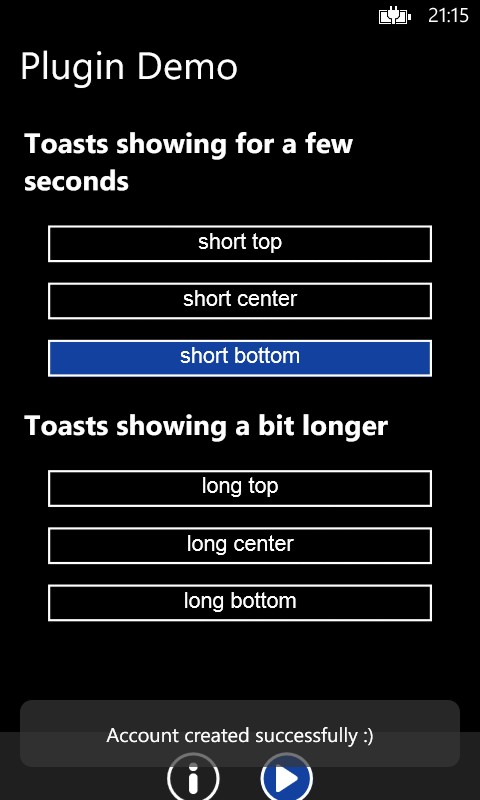 21:15
Plugin Demo
Toasts showing for a few
seconds
short top
short center
short bottom
Toasts showing a bit longer
long top
long center
long bottom
Account created successfully :)